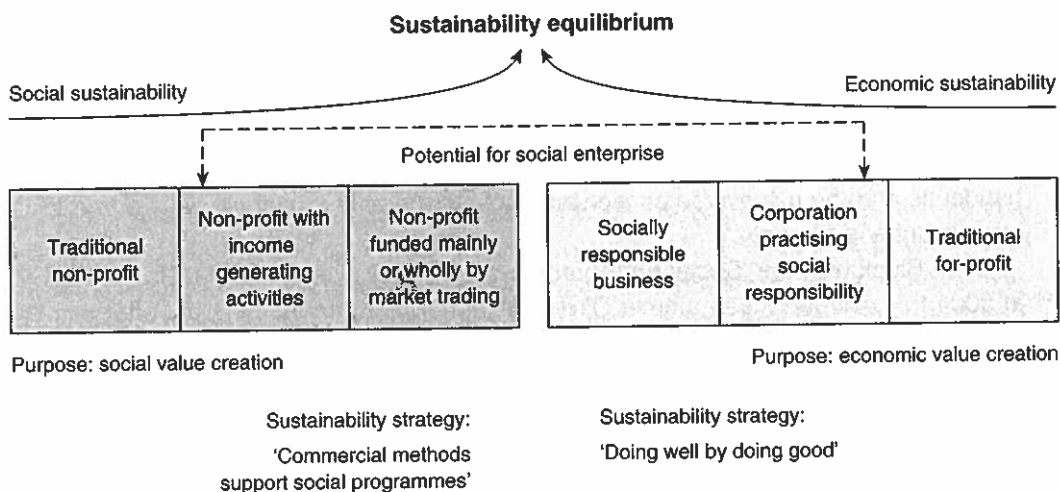 Sustainability equilibrium
Social sustainability
Economic sustainability
Potential for social enterprise
Traditional
non-profit
Non-profit with
income
generating
activities
Non-profit
funded mainly
or wholly by
market trading
Socially
responsible
business
Corporation
practising
social
responsibility
Traditional
for-profit
Purpose: social value creation
Purpose: economic value creation
Sustainability strategy:
'Commercial methods
support social programmes'
Sustainability strategy:
'Doing well by doing good'